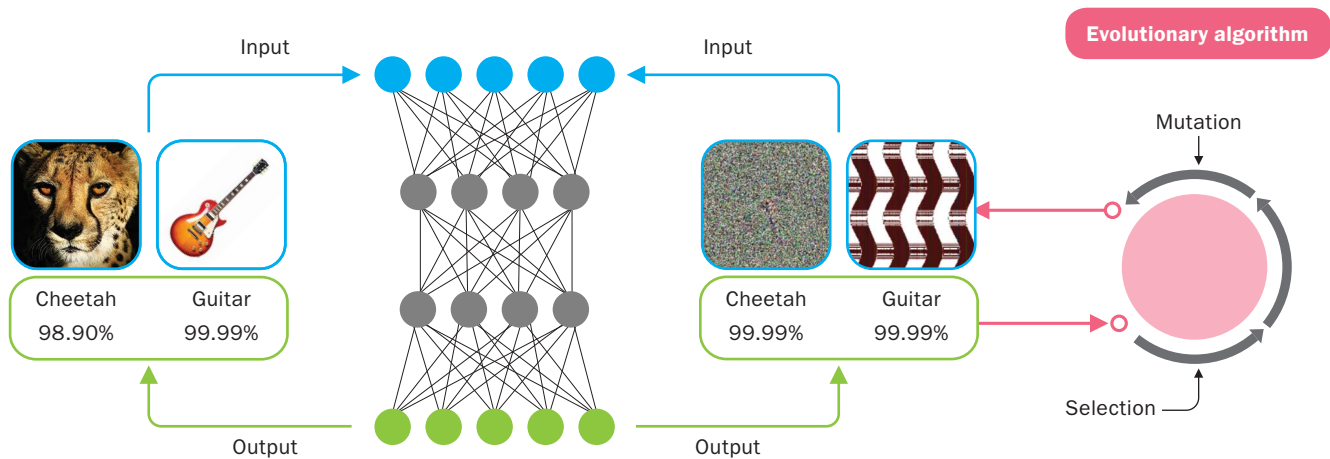 Input
Input
Evolutionary algorithm
Mutation
Cheetah Guitar
98.90% 99.99%
Cheetah Guitar
99.99% 99.99%
Selection
Output
Output